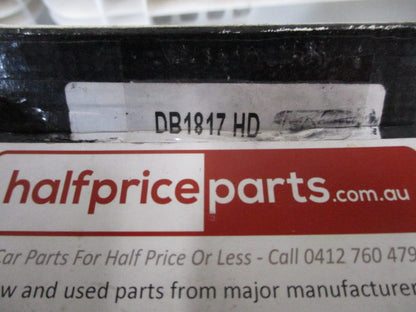 DB1817 HD
halfpriceparts.com.au
Car Parts For Half Price Or Less - Call 0412 760 479
and used parts from major manufacturer